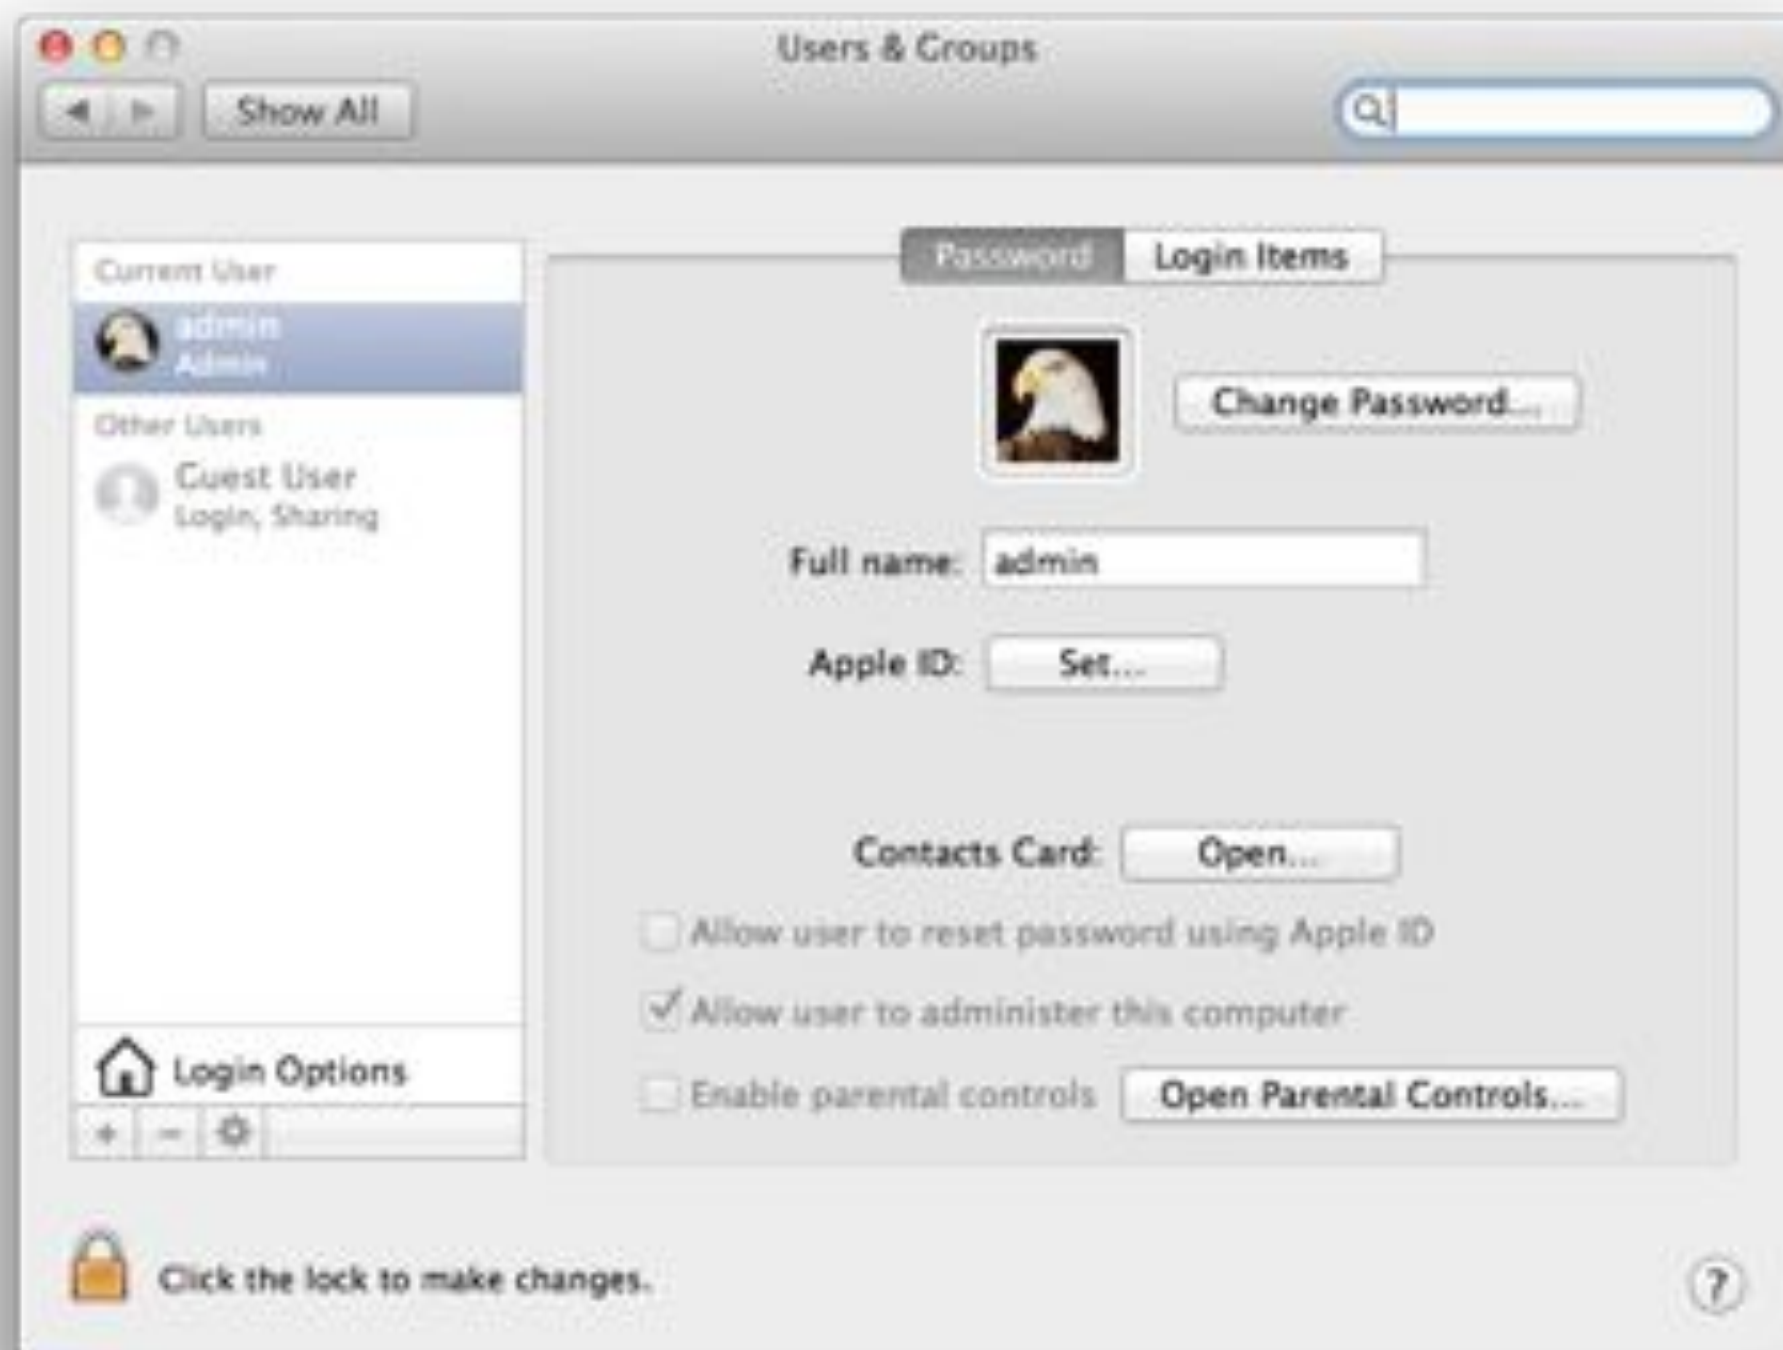 Users & Groups
Show All
Password
Login Items
Current User
admin
Admin
Change Password...
Other Users
Guest User
Login, Sharing
Full name: admin
Apple ID: Set...
Contacts Card: Open...
Allow user to reset password using Apple ID
Allow user to administer this computer
Enable parental controls
Open Parental Controls...
Login Options
+ −
Click the lock to make changes.
?